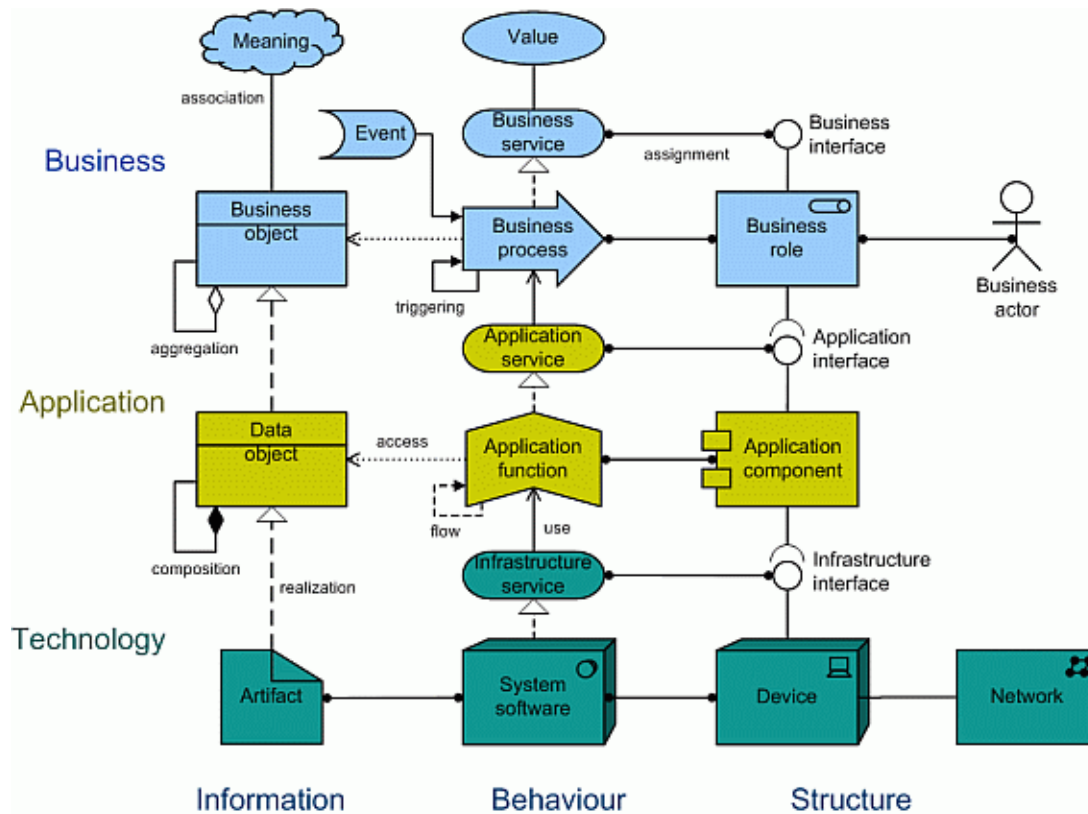 Meaning
Value
association
Event
Business
service
Business
interface
assignment
Business
Business
object
Business
process
Business
role
Business
actor
triggering
aggregation
Application
service
Application
interface
Application
Data
object
access
Application
function
Application
component
flow
use
composition
realization
Infrastructure
service
Infrastructure
interface
Technology
Artifact
System
software
Device
Network
Information
Behaviour
Structure